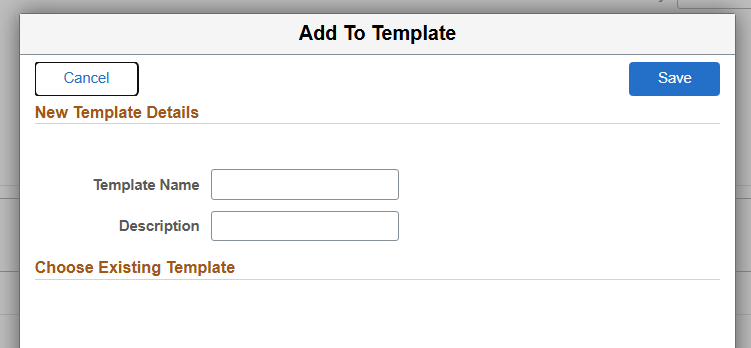 Add To Template
Cancel Save
New Template Details
Template Name
Description
Choose Existing Template